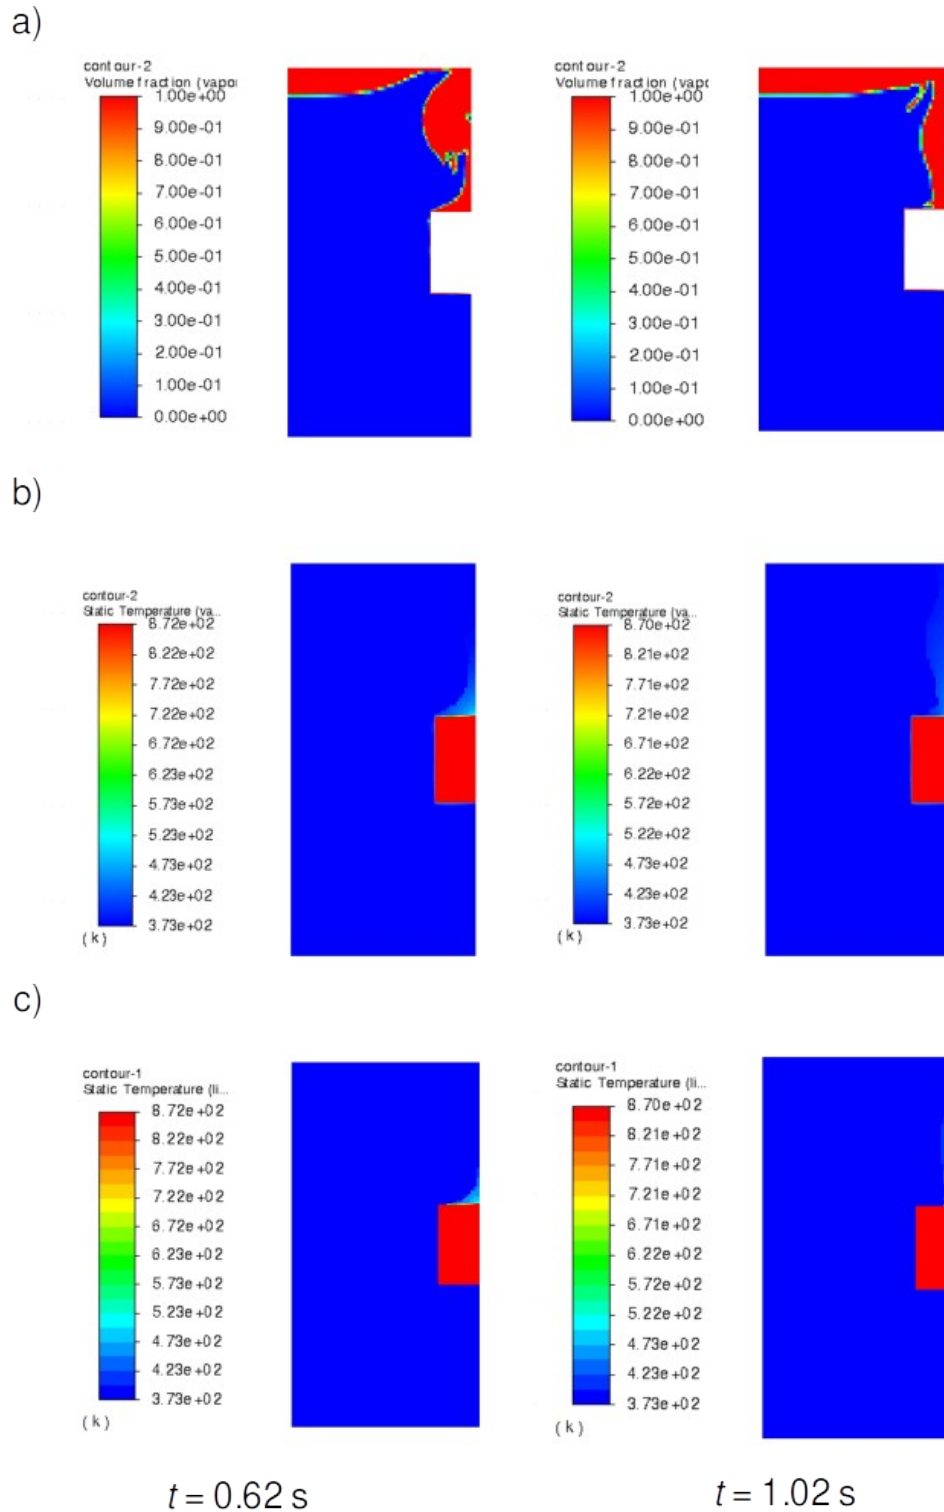 a)
contour-2
Volume fraction (vapo
1.00e+00
9.00e-01
8.00e-01
7.00e-01
6.00e-01
5.00e-01
4.00e-01
3.00e-01
2.00e-01
1.00e-01
0.00e+00
contour-2
Volume fraction (vapo
1.00e+00
9.00e-01
8.00e-01
7.00e-01
6.00e-01
5.00e-01
4.00e-01
3.00e-01
2.00e-01
1.00e-01
0.00e+00
b)
contour-2
Static Temperature (va...
8.72e+02
8.22e+02
7.72e+02
7.22e+02
6.72e+02
6.23e+02
5.73e+02
5.23e+02
4.73e+02
4.23e+02
3.73e+02
(k)
contour-2
Static Temperature (va...
8.70e+02
8.21e+02
7.71e+02
7.21e+02
6.71e+02
6.22e+02
5.72e+02
5.22e+02
4.73e+02
4.23e+02
3.73e+02
(k)
c)
contour-1
Static Temperature (li...
8.72e+02
8.22e+02
7.72e+02
7.22e+02
6.72e+02
6.23e+02
5.73e+02
5.23e+02
4.73e+02
4.23e+02
3.73e+02
(k)
contour-1
Static Temperature (li...
8.70e+02
8.21e+02
7.71e+02
7.21e+02
6.71e+02
6.22e+02
5.72e+02
5.22e+02
4.73e+02
4.23e+02
3.73e+02
(k)
t = 0.62 s
t = 1.02 s